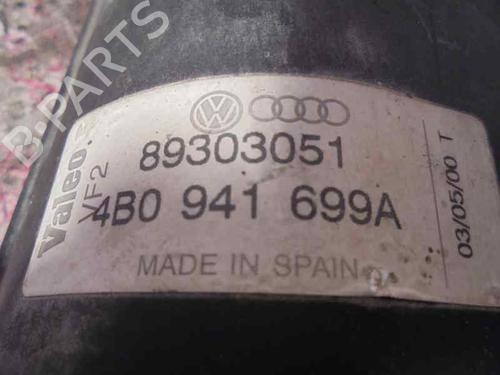 B-PARTS
Valeo
VF2
89303051
4B0 941 699A
MADE IN SPAIN
03/05/00 T